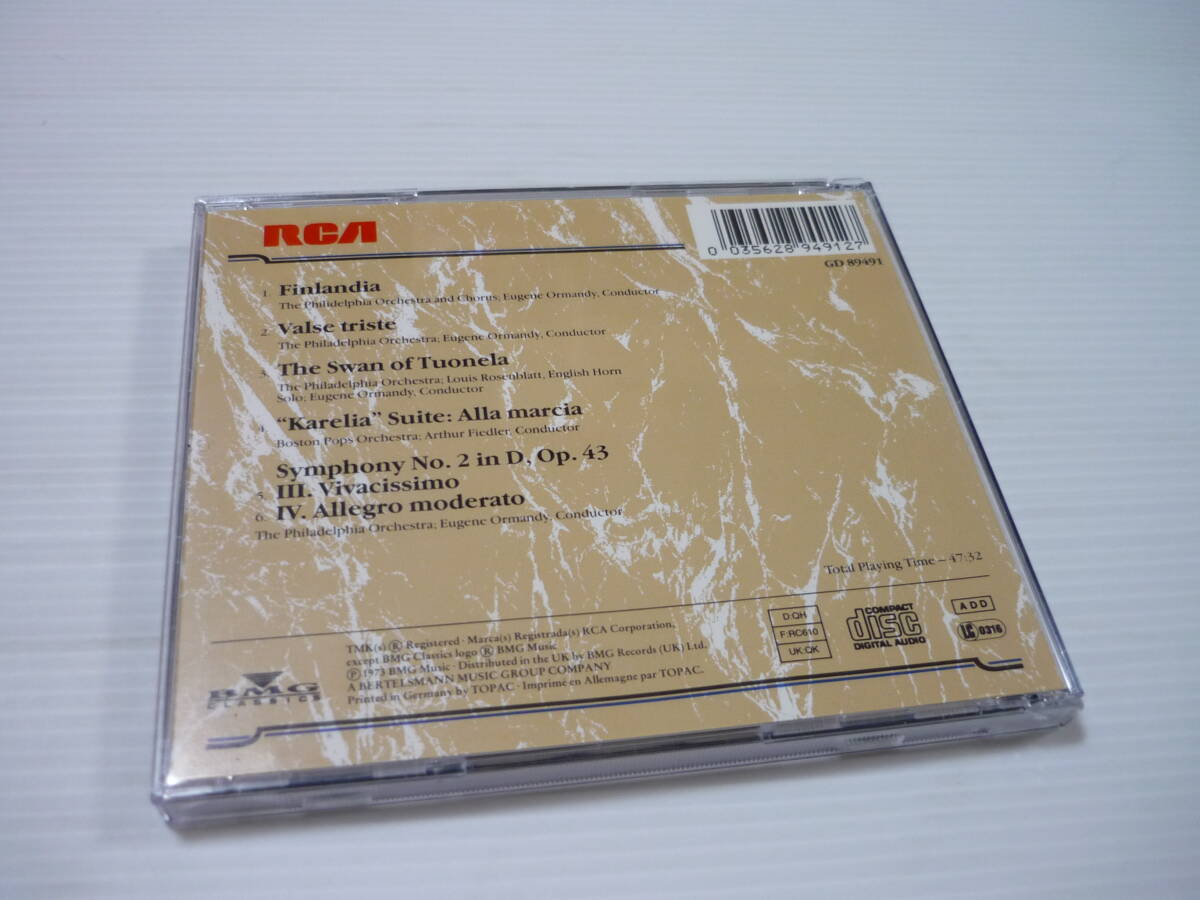 RCA
0 035628 949127
GD 89491
1. Finlandia
The Philidelphia Orchestra and Chorus; Eugene Ormandy, Conductor
2. Valse triste
The Philadelphia Orchestra; Eugene Ormandy, Conductor
3. The Swan of Tuonela
The Philadelphia Orchestra; Louis Rosenblatt, English Horn
Solo; Eugene Ormandy, Conductor
4. “Karelia” Suite: Alla marcia
Boston Pops Orchestra; Arthur Fiedler, Conductor
Symphony No. 2 in D, Op. 43
5. III. Vivacissimo
6. IV. Allegro moderato
The Philadelphia Orchestra; Eugene Ormandy, Conductor
Total Playing Time – 47:32
TMK(s) ® Registered · Marca(s) Registrada(s) RCA Corporation,
except BMG Classics logo ® BMG Music
℗ 1973 BMG Music · Distributed in the UK by BMG Records (UK) Ltd.
A BERTELSMANN MUSIC GROUP COMPANY
Printed in Germany by TOPAC · Imprimé en Allemagne par TOPAC.
BMG
CLASSICS
D:QH
F:RC610
UK:QK
COMPACT
disc
DIGITAL AUDIO
ADD
LC 0316